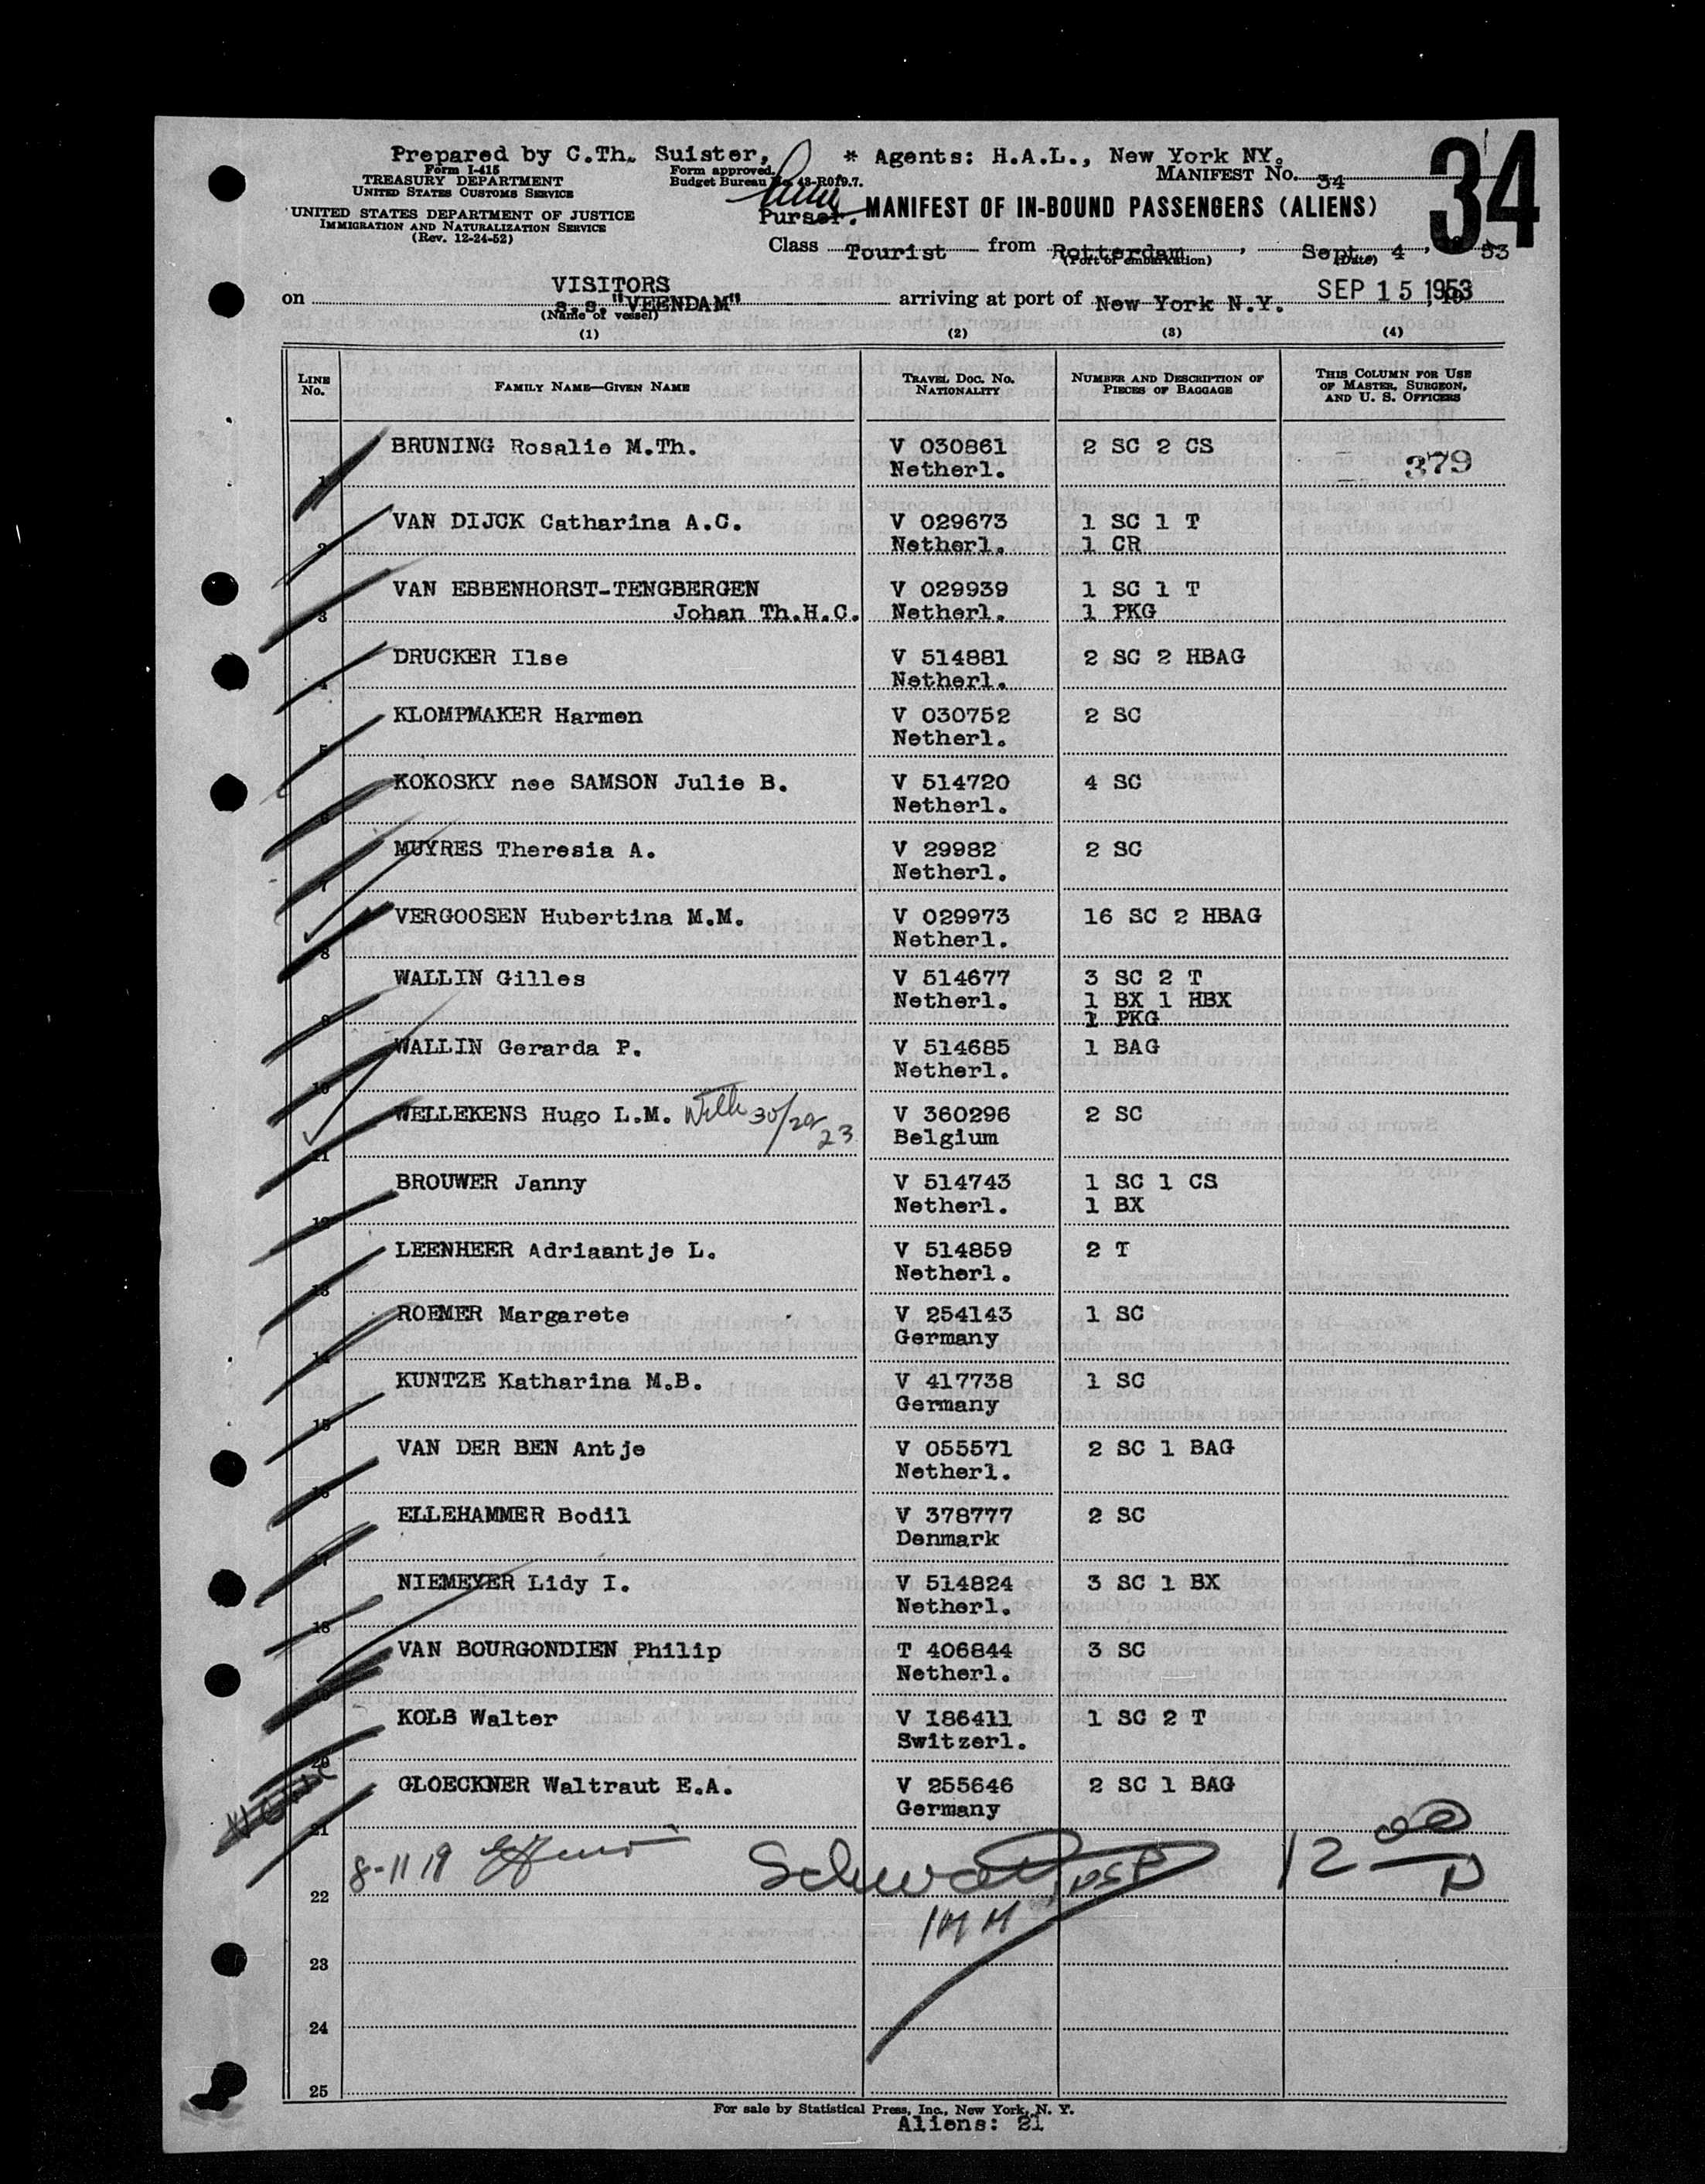 Prepared by C.Th. Suister, * Agents: H.A.L., New York NY.
Form I-415
TREASURY DEPARTMENT
UNITED STATES CUSTOMS SERVICE
Form approved.
Budget Bureau No. 43-R019.7.
MANIFEST NO. 34
34
UNITED STATES DEPARTMENT OF JUSTICE
IMMIGRATION AND NATURALIZATION SERVICE
(Rev. 12-24-52)
Purser.
MANIFEST OF IN-BOUND PASSENGERS (ALIENS)
Class Tourist from Rotterdam, Sept. 4, 53
(Port of embarkation) (Date)
VISITORS
on s.s. "VEENDAM" arriving at port of New York N.Y. SEP 15 1953
(Name of vessel)
(1) (2) (3) (4)
LINE NO. FAMILY NAME—GIVEN NAME TRAVEL DOC. NO. NATIONALITY NUMBER AND DESCRIPTION OF PIECES OF BAGGAGE THIS COLUMN FOR USE OF MASTER, SURGEON, AND U. S. OFFICERS
1 BRUNING Rosalie M.Th. V 030861 2 SC 2 CS
Netherl. 379
2 VAN DIJCK Catharina A.C. V 029673 1 SC 1 T
Netherl. 1 CR
3 VAN EBBENHORST-TENGBERGEN V 029939 1 SC 1 T
Johan Th.H.C. Netherl. 1 PKG
4 DRUCKER Ilse V 514881 2 SC 2 HBAG
Netherl.
5 KLOMPMAKER Harmen V 030752 2 SC
Netherl.
6 KOKOSKY nee SAMSON Julie B. V 514720 4 SC
Netherl.
7 MUYRES Theresia A. V 29982 2 SC
Netherl.
8 VERGOOSEN Hubertina M.M. V 029973 16 SC 2 HBAG
Netherl.
9 WALLIN Gilles V 514677 3 SC 2 T
Netherl. 1 BX 1 HBX
1 PKG
10 WALLIN Gerarda P. V 514685 1 BAG
Netherl.
11 WELLEKENS Hugo L.M. With 30/20 23 V 360296 2 SC
Belgium
12 BROUWER Janny V 514743 1 SC 1 CS
Netherl. 1 BX
13 LEENHEER Adriaantje L. V 514859 2 T
Netherl.
14 ROEMER Margarete V 254143 1 SC
Germany
15 KUNTZE Katharina M.B. V 417738 1 SC
Germany
16 VAN DER BEN Antje V 055571 2 SC 1 BAG
Netherl.
17 ELLEHAMMER Bodil V 378777 2 SC
Denmark
18 NIEMEYER Lidy I. V 514824 3 SC 1 BX
Netherl.
19 VAN BOURGONDIEN Philip T 406844 3 SC
Netherl.
20 KOLB Walter V 186411 1 SC 2 T
Switzerl.
21 GLOECKNER Waltraut E.A. V 255646 2 SC 1 BAG
Germany
8-11 19 12 00 P
22
23
24
25
For sale by Statistical Press, Inc., New York, N. Y.
Aliens: 21